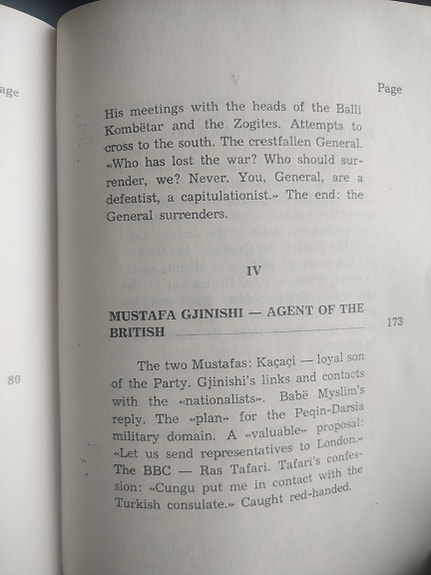 V
age
Page
His meetings with the heads of the Balli
Kombëtar and the Zogites. Attempts to
cross to the south. The crestfallen General.
«Who has lost the war? Who should sur-
render, we? Never. You, General, are a
defeatist, a capitulationist.» The end: the
General surrenders.
IV
MUSTAFA GJINISHI — AGENT OF THE
BRITISH ........................................ 173
The two Mustafas: Kaçaçi — loyal son
of the Party. Gjinishi's links and contacts
with the «nationalists». Babë Myslim's
80
reply. The «plan» for the Peqin-Darsia
military domain. A «valuable» proposal:
«Let us send representatives to London.»
The BBC — Ras Tafari. Tafari's confes-
sion: «Cungu put me in contact with the
Turkish consulate.» Caught red-handed.